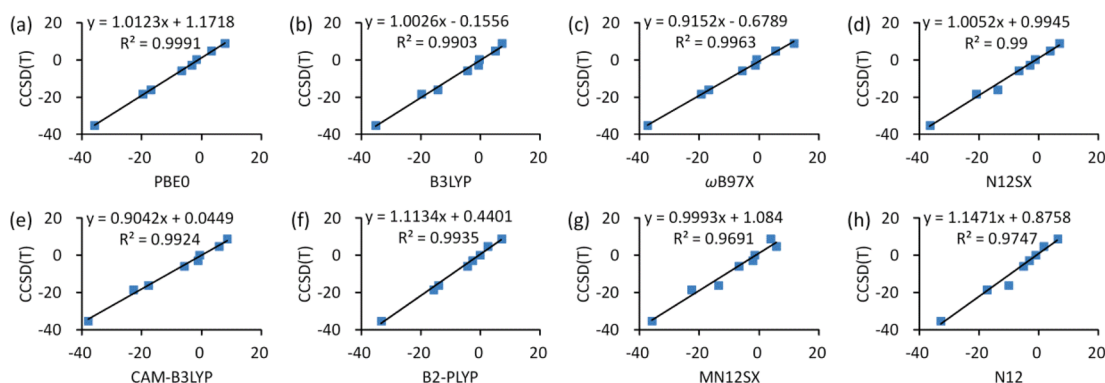 (a) y = 1.0123x + 1.1718
R² = 0.9991
20
0
-20
-40
CCSD(T)
-40 -20 0 20
PBE0
(b) y = 1.0026x - 0.1556
R² = 0.9903
20
0
-20
-40
CCSD(T)
-40 -20 0 20
B3LYP
(c) y = 0.9152x - 0.6789
R² = 0.9963
20
0
-20
-40
CCSD(T)
-40 -20 0 20
ωB97X
(d) y = 1.0052x + 0.9945
R² = 0.99
20
0
-20
-40
CCSD(T)
-40 -20 0 20
N12SX
(e) y = 0.9042x + 0.0449
R² = 0.9924
20
0
-20
-40
CCSD(T)
-40 -20 0 20
CAM-B3LYP
(f) y = 1.1134x + 0.4401
R² = 0.9935
20
0
-20
-40
CCSD(T)
-40 -20 0 20
B2-PLYP
(g) y = 0.9993x + 1.084
R² = 0.9691
20
0
-20
-40
CCSD(T)
-40 -20 0 20
MN12SX
(h) y = 1.1471x + 0.8758
R² = 0.9747
20
0
-20
-40
CCSD(T)
-40 -20 0 20
N12